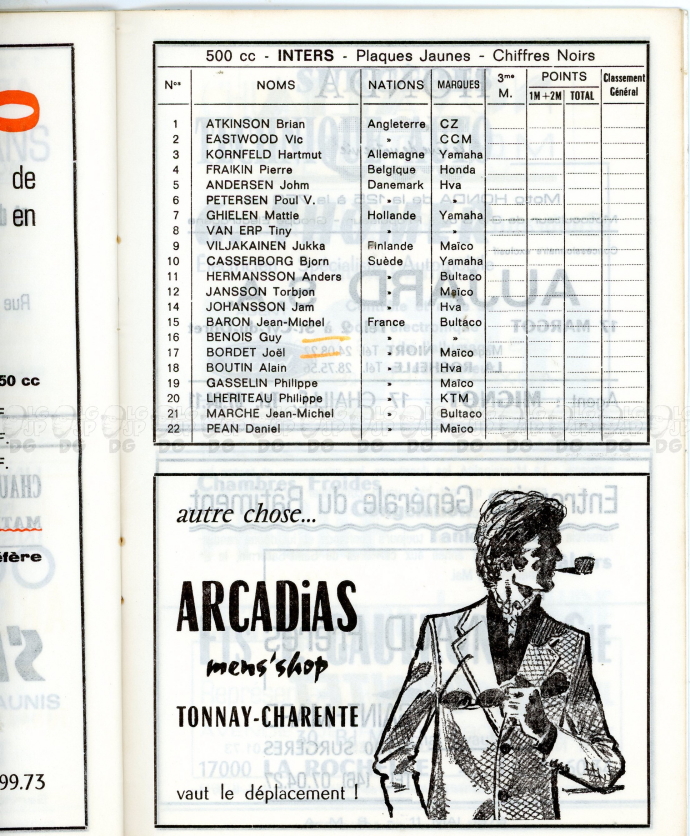 de
en
50 cc
F.
F.
éfère
99.73
500 cc - INTERS - Plaques Jaunes - Chiffres Noirs
Nos NOMS NATIONS MARQUES 3me M. POINTS 1M+2M TOTAL Classement Général
1 ATKINSON Brian Angleterre CZ
2 EASTWOOD Vic » CCM
3 KORNFELD Hartmut Allemagne Yamaha
4 FRAIKIN Pierre Belgique Honda
5 ANDERSEN Johm Danemark Hva
6 PETERSEN Poul V. » »
7 GHIELEN Mattie Hollande Yamaha
8 VAN ERP Tiny » »
9 VILJAKAINEN Jukka Finlande Maïco
10 CASSERBORG Bjorn Suède Yamaha
11 HERMANSSON Anders » Bultaco
12 JANSSON Torbjon » Maïco
14 JOHANSSON Jam » Hva
15 BARON Jean-Michel France Bultaco
16 BENOIS Guy » »
17 BORDET Joël » Maïco
18 BOUTIN Alain » Hva
19 GASSELIN Philippe » Maïco
20 LHERITEAU Philippe » KTM
21 MARCHE Jean-Michel » Bultaco
22 PEAN Daniel » Maïco
autre chose...
ARCADiAS
mens'shop
TONNAY-CHARENTE
vaut le déplacement !